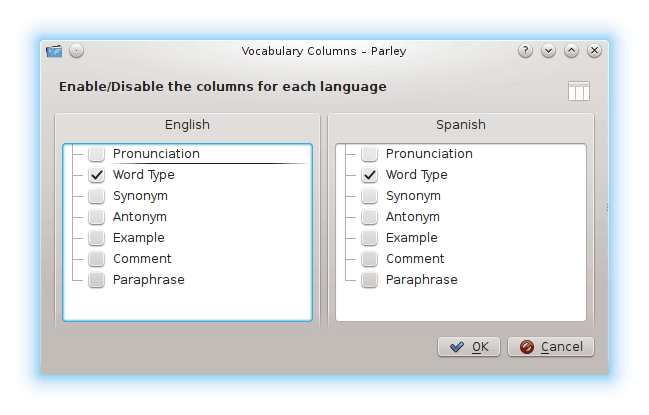 Vocabulary Columns – Parley
Enable/Disable the columns for each language
English
Pronunciation
Word Type
Synonym
Antonym
Example
Comment
Paraphrase
Spanish
Pronunciation
Word Type
Synonym
Antonym
Example
Comment
Paraphrase
OK
Cancel